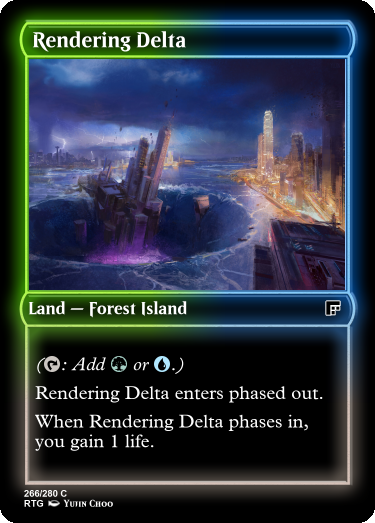 Rendering Delta
Land — Forest Island
(T: Add G or U.)
Rendering Delta enters phased out.
When Rendering Delta phases in,
you gain 1 life.
266/280 C
RTG Yutin Choo